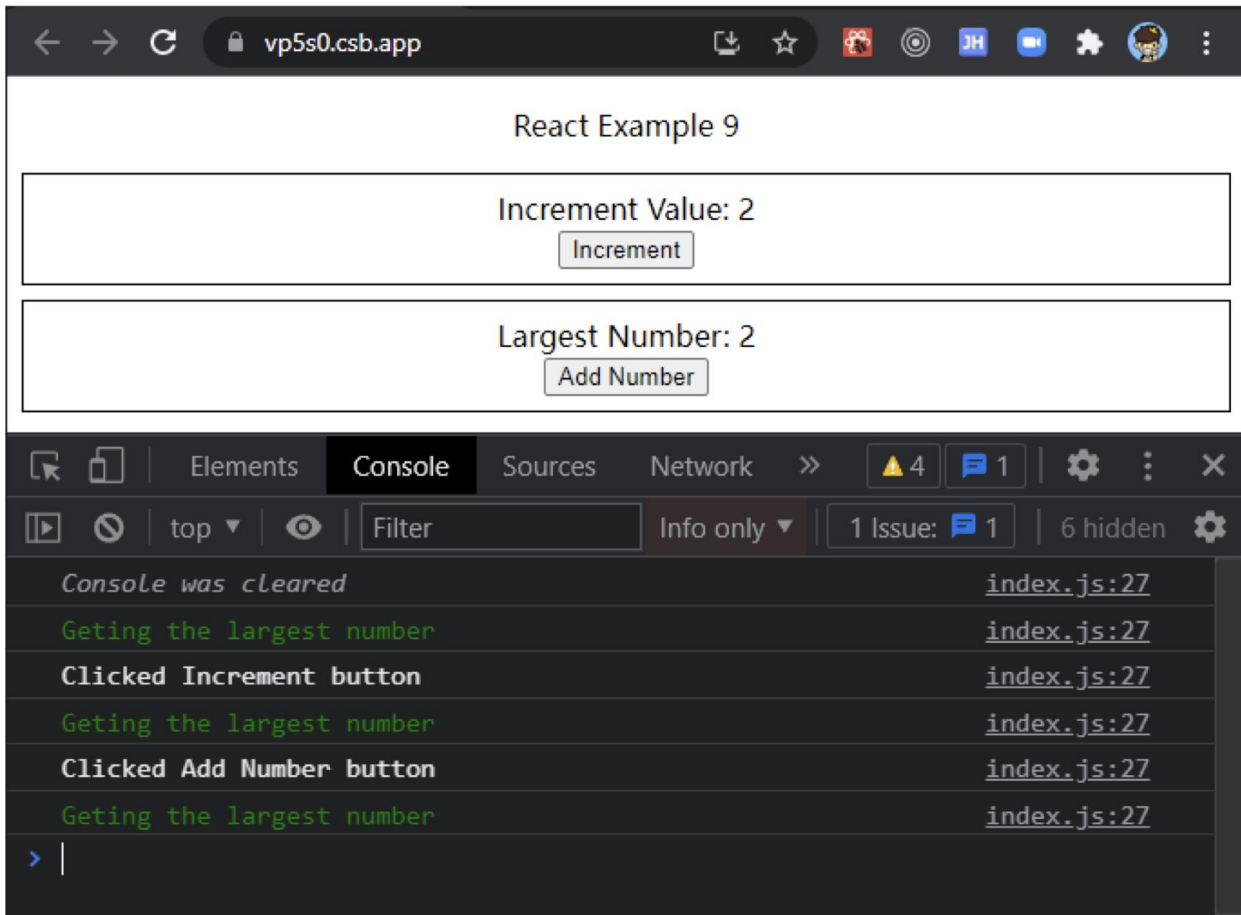 vp5s0.csb.app JH
React Example 9
Increment Value: 2
Increment
Largest Number: 2
Add Number
Elements Console Sources Network » 4 1
top ▼ Filter Info only ▼ 1 Issue: 1 6 hidden
Console was cleared index.js:27
Geting the largest number index.js:27
Clicked Increment button index.js:27
Geting the largest number index.js:27
Clicked Add Number button index.js:27
Geting the largest number index.js:27
>